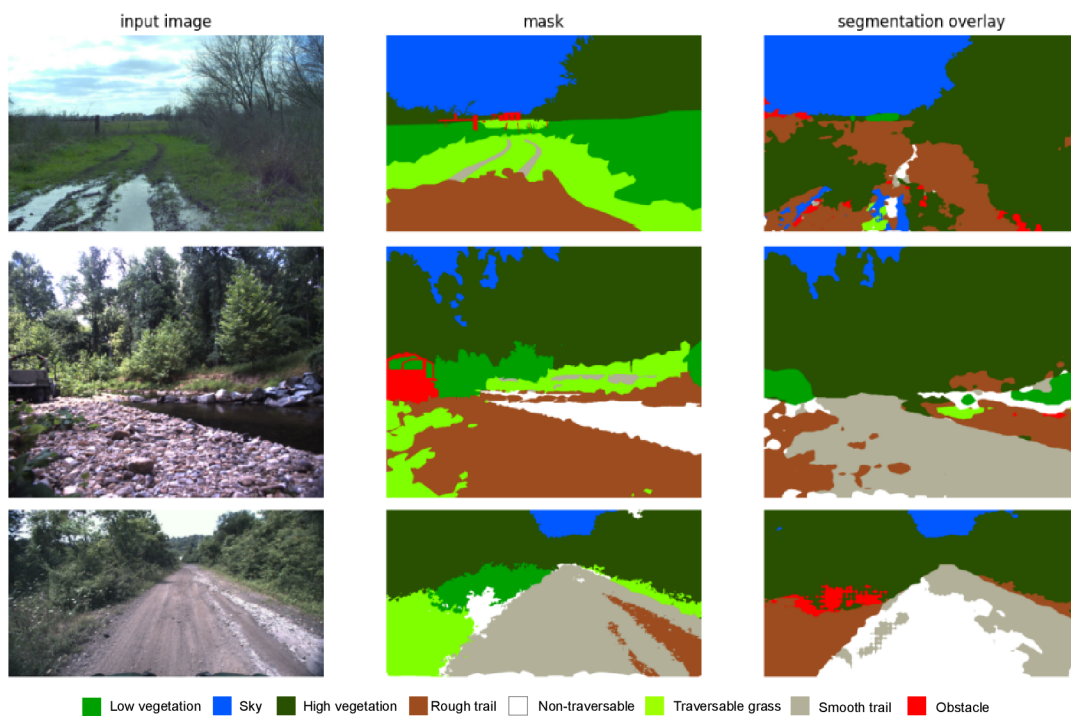 input image mask segmentation overlay
Low vegetation Sky High vegetation Rough trail Non-traversable Traversable grass Smooth trail Obstacle